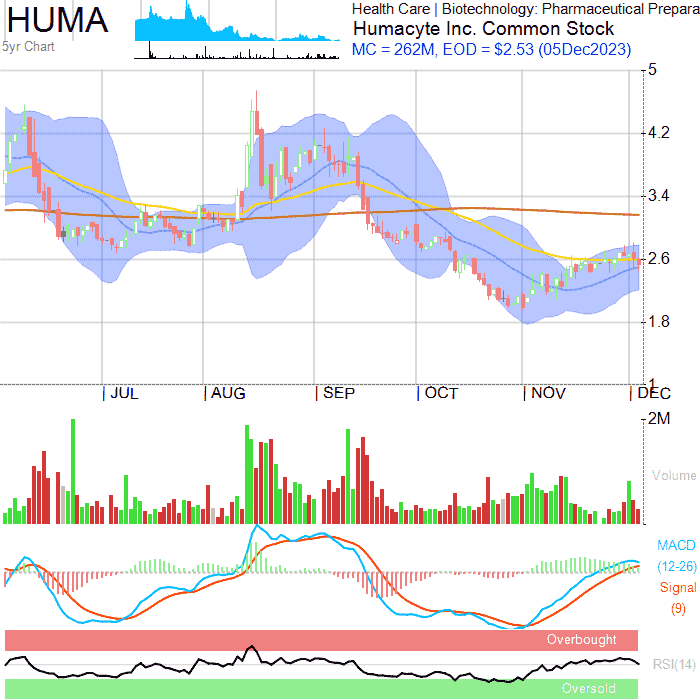 HUMA
5yr Chart
Health Care | Biotechnology: Pharmaceutical Prepara
Humacyte Inc. Common Stock
MC = 262M, EOD = $2.53 (05Dec2023)
5
4.2
3.4
2.6
1.8
1
JUL
AUG
SEP
OCT
NOV
DEC
2M
Volume
MACD
(12-26)
Signal
(9)
Overbought
RSI(14)
Oversold